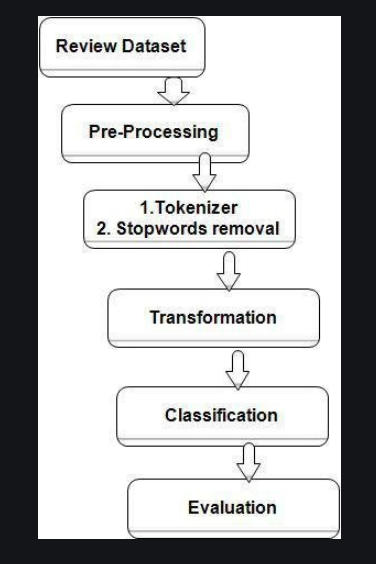 Review Dataset
Pre-Processing
1.Tokenizer
2. Stopwords removal
Transformation
Classification
Evaluation